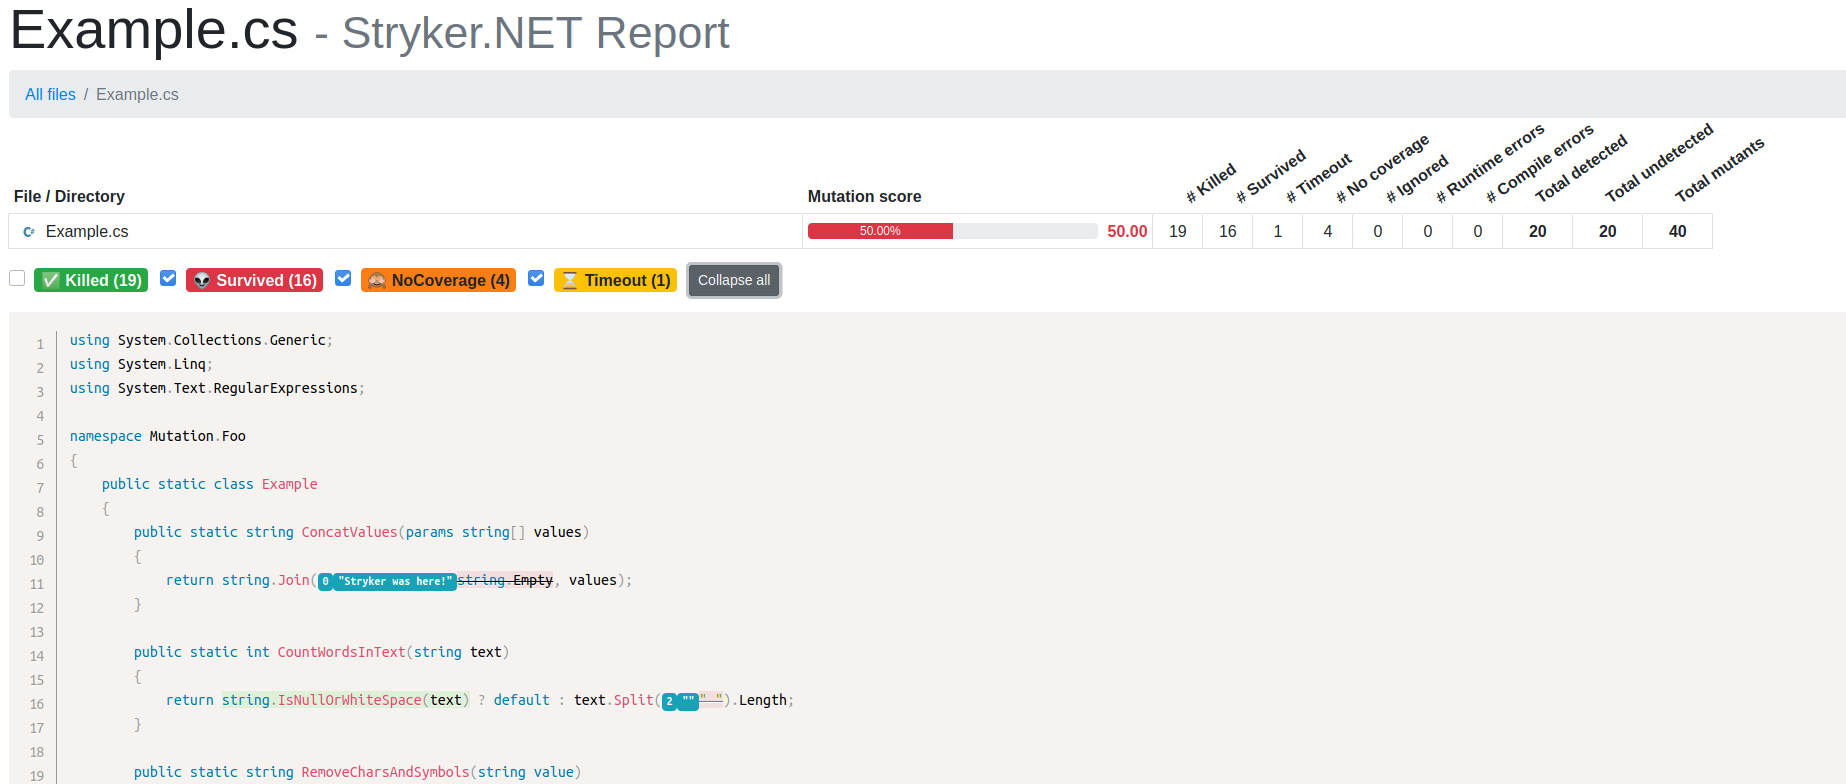 Example.cs - Stryker.NET Report
All files / Example.cs
File / Directory Mutation score # Killed # Survived # Timeout # No coverage # Ignored # Runtime errors # Compile errors Total detected Total undetected Total mutants
C# Example.cs 50.00% 50.00 19 16 1 4 0 0 0 20 20 40
✅ Killed (19) 👽 Survived (16) 🙈 NoCoverage (4) ⌛ Timeout (1) Collapse all
1 using System.Collections.Generic;
2 using System.Linq;
3 using System.Text.RegularExpressions;
4
5 namespace Mutation.Foo
6 {
7 public static class Example
8 {
9 public static string ConcatValues(params string[] values)
10 {
11 return string.Join(0 "Stryker was here!"string.Empty, values);
12 }
13
14 public static int CountWordsInText(string text)
15 {
16 return string.IsNullOrWhiteSpace(text) ? default : text.Split(2 """ ").Length;
17 }
18
19 public static string RemoveCharsAndSymbols(string value)